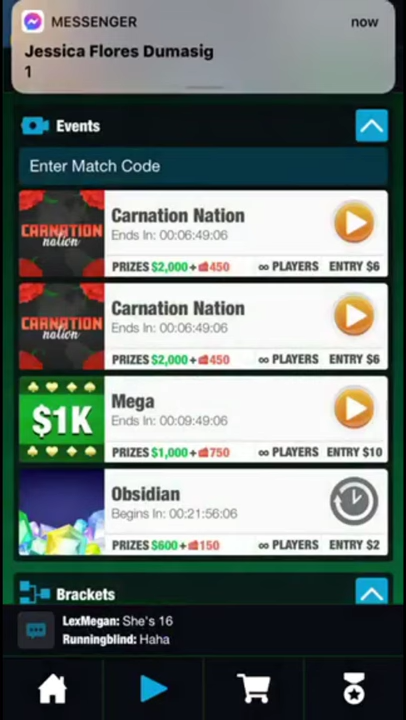 MESSENGER now
Jessica Flores Dumasig
1
Events
Enter Match Code
CARNATION
nation
Carnation Nation
Ends In: 00:06:49:06
PRIZES $2,000+450 ∞ PLAYERS ENTRY $6
CARNATION
nation
Carnation Nation
Ends In: 00:06:49:06
PRIZES $2,000+450 ∞ PLAYERS ENTRY $6
$1K
Mega
Ends In: 00:09:49:06
PRIZES $1,000+750 ∞ PLAYERS ENTRY $10
Obsidian
Begins In: 00:21:56:06
PRIZES $600+150 ∞ PLAYERS ENTRY $2
Brackets
LexMegan: She's 16
Runningblind: Haha